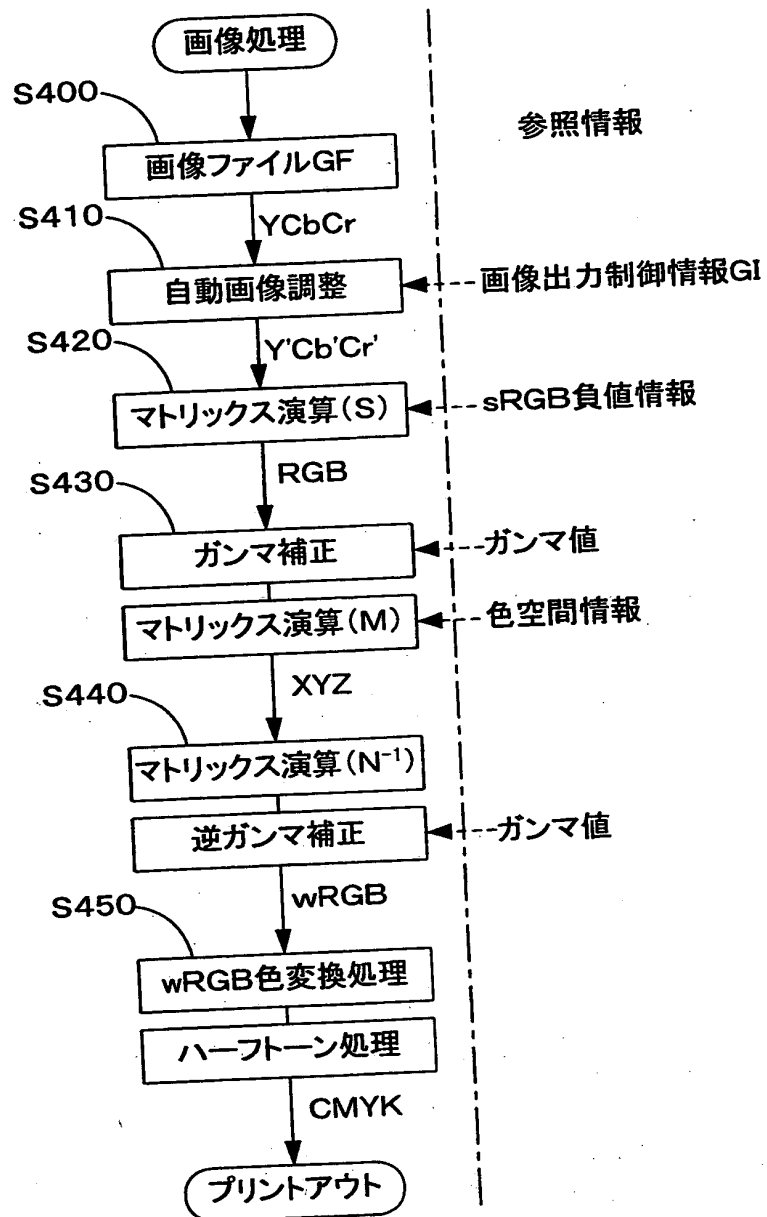 画像処理
S400
参照情報
画像ファイルGF
YCbCr
S410
自動画像調整
画像出力制御情報GI
Y'Cb'Cr'
S420
マトリックス演算(S)
sRGB負値情報
RGB
S430
ガンマ補正
ガンマ値
マトリックス演算(M)
色空間情報
XYZ
S440
マトリックス演算(N⁻¹)
逆ガンマ補正
ガンマ値
wRGB
S450
wRGB色変換処理
ハーフトーン処理
CMYK
プリントアウト